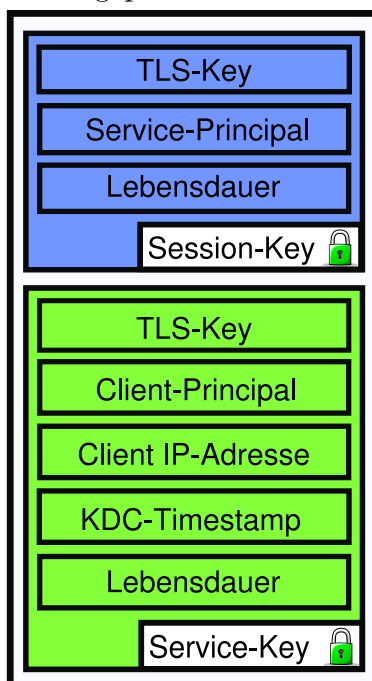 TLS-Key
Service-Principal
Lebensdauer
Session-Key
TLS-Key
Client-Principal
Client IP-Adresse
KDC-Timestamp
Lebensdauer
Service-Key